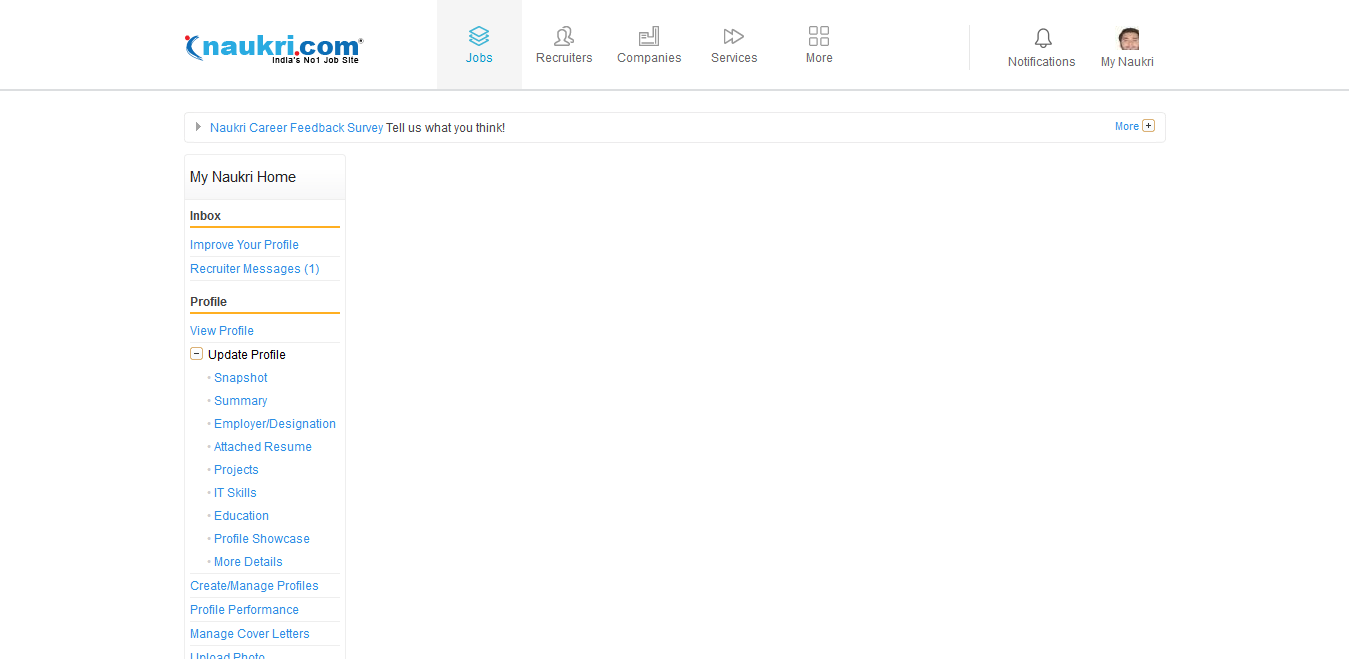 naukri.com
India's No1 Job Site
Jobs
Recruiters
Companies
Services
More
Notifications
My Naukri
Naukri Career Feedback Survey Tell us what you think!
More
My Naukri Home
Inbox
Improve Your Profile
Recruiter Messages (1)
Profile
View Profile
Update Profile
Snapshot
Summary
Employer/Designation
Attached Resume
Projects
IT Skills
Education
Profile Showcase
More Details
Create/Manage Profiles
Profile Performance
Manage Cover Letters
Upload Photo